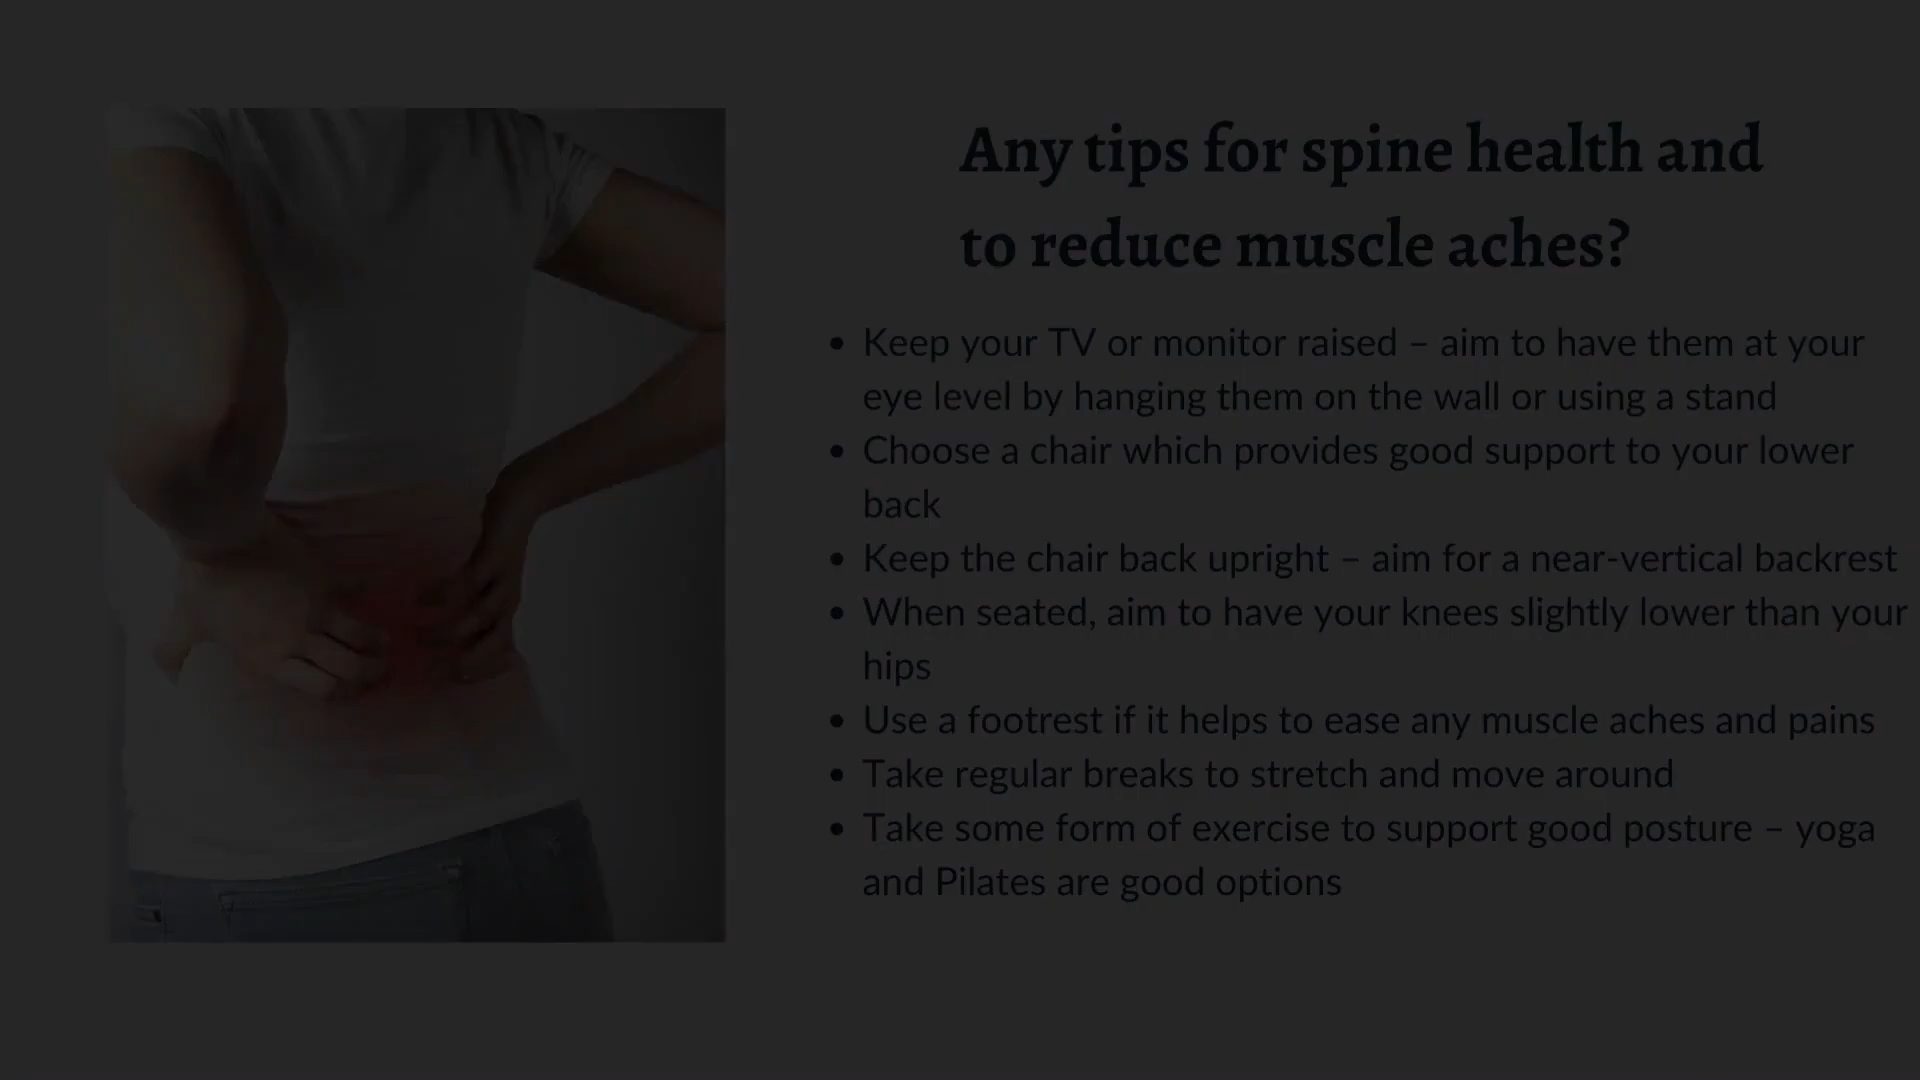 Any tips for spine health and
to reduce muscle aches?
• Keep your TV or monitor raised – aim to have them at your
eye level by hanging them on the wall or using a stand
• Choose a chair which provides good support to your lower
back
• Keep the chair back upright – aim for a near-vertical backrest
• When seated, aim to have your knees slightly lower than your
hips
• Use a footrest if it helps to ease any muscle aches and pains
• Take regular breaks to stretch and move around
• Take some form of exercise to support good posture – yoga
and Pilates are good options